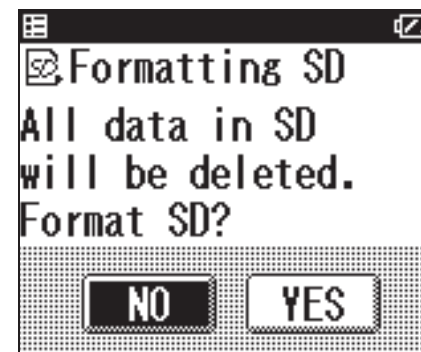 Formatting SD
All data in SD
will be deleted.
Format SD?
NO YES